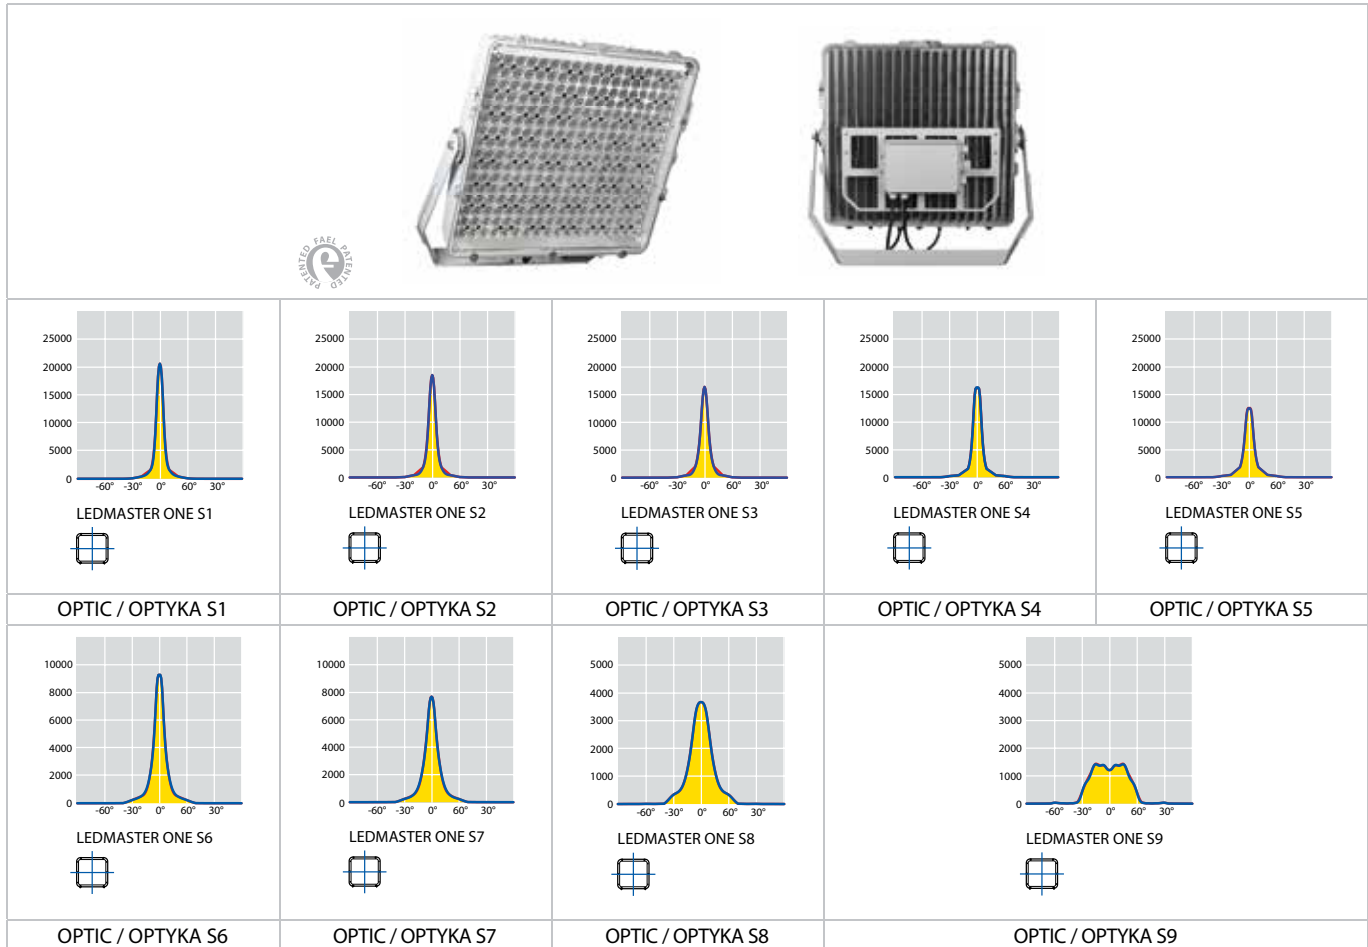 PATENTED FAEL PATENTED
25000
20000
15000
10000
5000
0
-60° -30° 0° 60° 30°
LEDMASTER ONE S1
OPTIC / OPTYKA S1
25000
20000
15000
10000
5000
0
-60° -30° 0° 60° 30°
LEDMASTER ONE S2
OPTIC / OPTYKA S2
25000
20000
15000
10000
5000
0
-60° -30° 0° 60° 30°
LEDMASTER ONE S3
OPTIC / OPTYKA S3
25000
20000
15000
10000
5000
0
-60° -30° 0° 60° 30°
LEDMASTER ONE S4
OPTIC / OPTYKA S4
25000
20000
15000
10000
5000
0
-60° -30° 0° 60° 30°
LEDMASTER ONE S5
OPTIC / OPTYKA S5
10000
8000
6000
4000
2000
0
-60° -30° 0° 60° 30°
LEDMASTER ONE S6
OPTIC / OPTYKA S6
10000
8000
6000
4000
2000
0
-60° -30° 0° 60° 30°
LEDMASTER ONE S7
OPTIC / OPTYKA S7
5000
4000
3000
2000
1000
0
-60° -30° 0° 60° 30°
LEDMASTER ONE S8
OPTIC / OPTYKA S8
5000
4000
3000
2000
1000
0
-60° -30° 0° 60° 30°
LEDMASTER ONE S9
OPTIC / OPTYKA S9